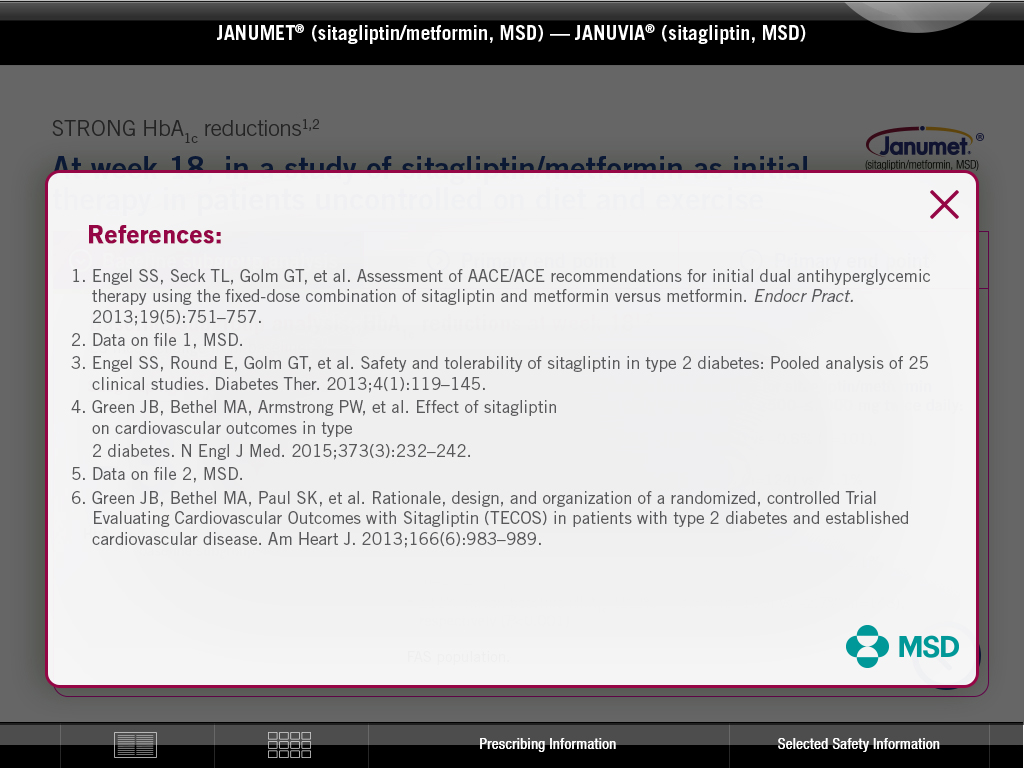 JANUMET® (sitagliptin/metformin, MSD) — JANUVIA® (sitagliptin, MSD)
STRONG HbA1c reductions1,2
At week 18, in a study of sitagliptin/metformin as initial
therapy in patients uncontrolled on diet and exercise
Janumet®
(sitagliptin/metformin, MSD)
References:
1. Engel SS, Seck TL, Golm GT, et al. Assessment of AACE/ACE recommendations for initial dual antihyperglycemic
therapy using the fixed-dose combination of sitagliptin and metformin versus metformin. Endocr Pract.
2013;19(5):751–757.
2. Data on file 1, MSD.
3. Engel SS, Round E, Golm GT, et al. Safety and tolerability of sitagliptin in type 2 diabetes: Pooled analysis of 25
clinical studies. Diabetes Ther. 2013;4(1):119–145.
4. Green JB, Bethel MA, Armstrong PW, et al. Effect of sitagliptin
on cardiovascular outcomes in type
2 diabetes. N Engl J Med. 2015;373(3):232–242.
5. Data on file 2, MSD.
6. Green JB, Bethel MA, Paul SK, et al. Rationale, design, and organization of a randomized, controlled Trial
Evaluating Cardiovascular Outcomes with Sitagliptin (TECOS) in patients with type 2 diabetes and established
cardiovascular disease. Am Heart J. 2013;166(6):983–989.
FAS population.
MSD
Prescribing Information
Selected Safety Information